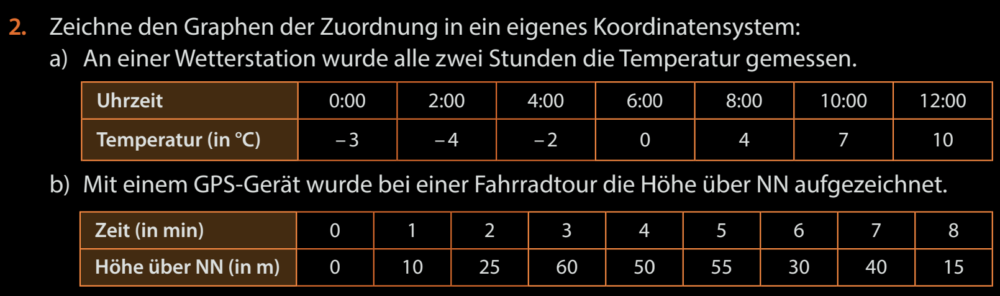 2. Zeichne den Graphen der Zuordnung in ein eigenes Koordinatensystem:
a) An einer Wetterstation wurde alle zwei Stunden die Temperatur gemessen.
Uhrzeit 0:00 2:00 4:00 6:00 8:00 10:00 12:00
Temperatur (in °C) –3 –4 –2 0 4 7 10
b) Mit einem GPS-Gerät wurde bei einer Fahrradtour die Höhe über NN aufgezeichnet.
Zeit (in min) 0 1 2 3 4 5 6 7 8
Höhe über NN (in m) 0 10 25 60 50 55 30 40 15